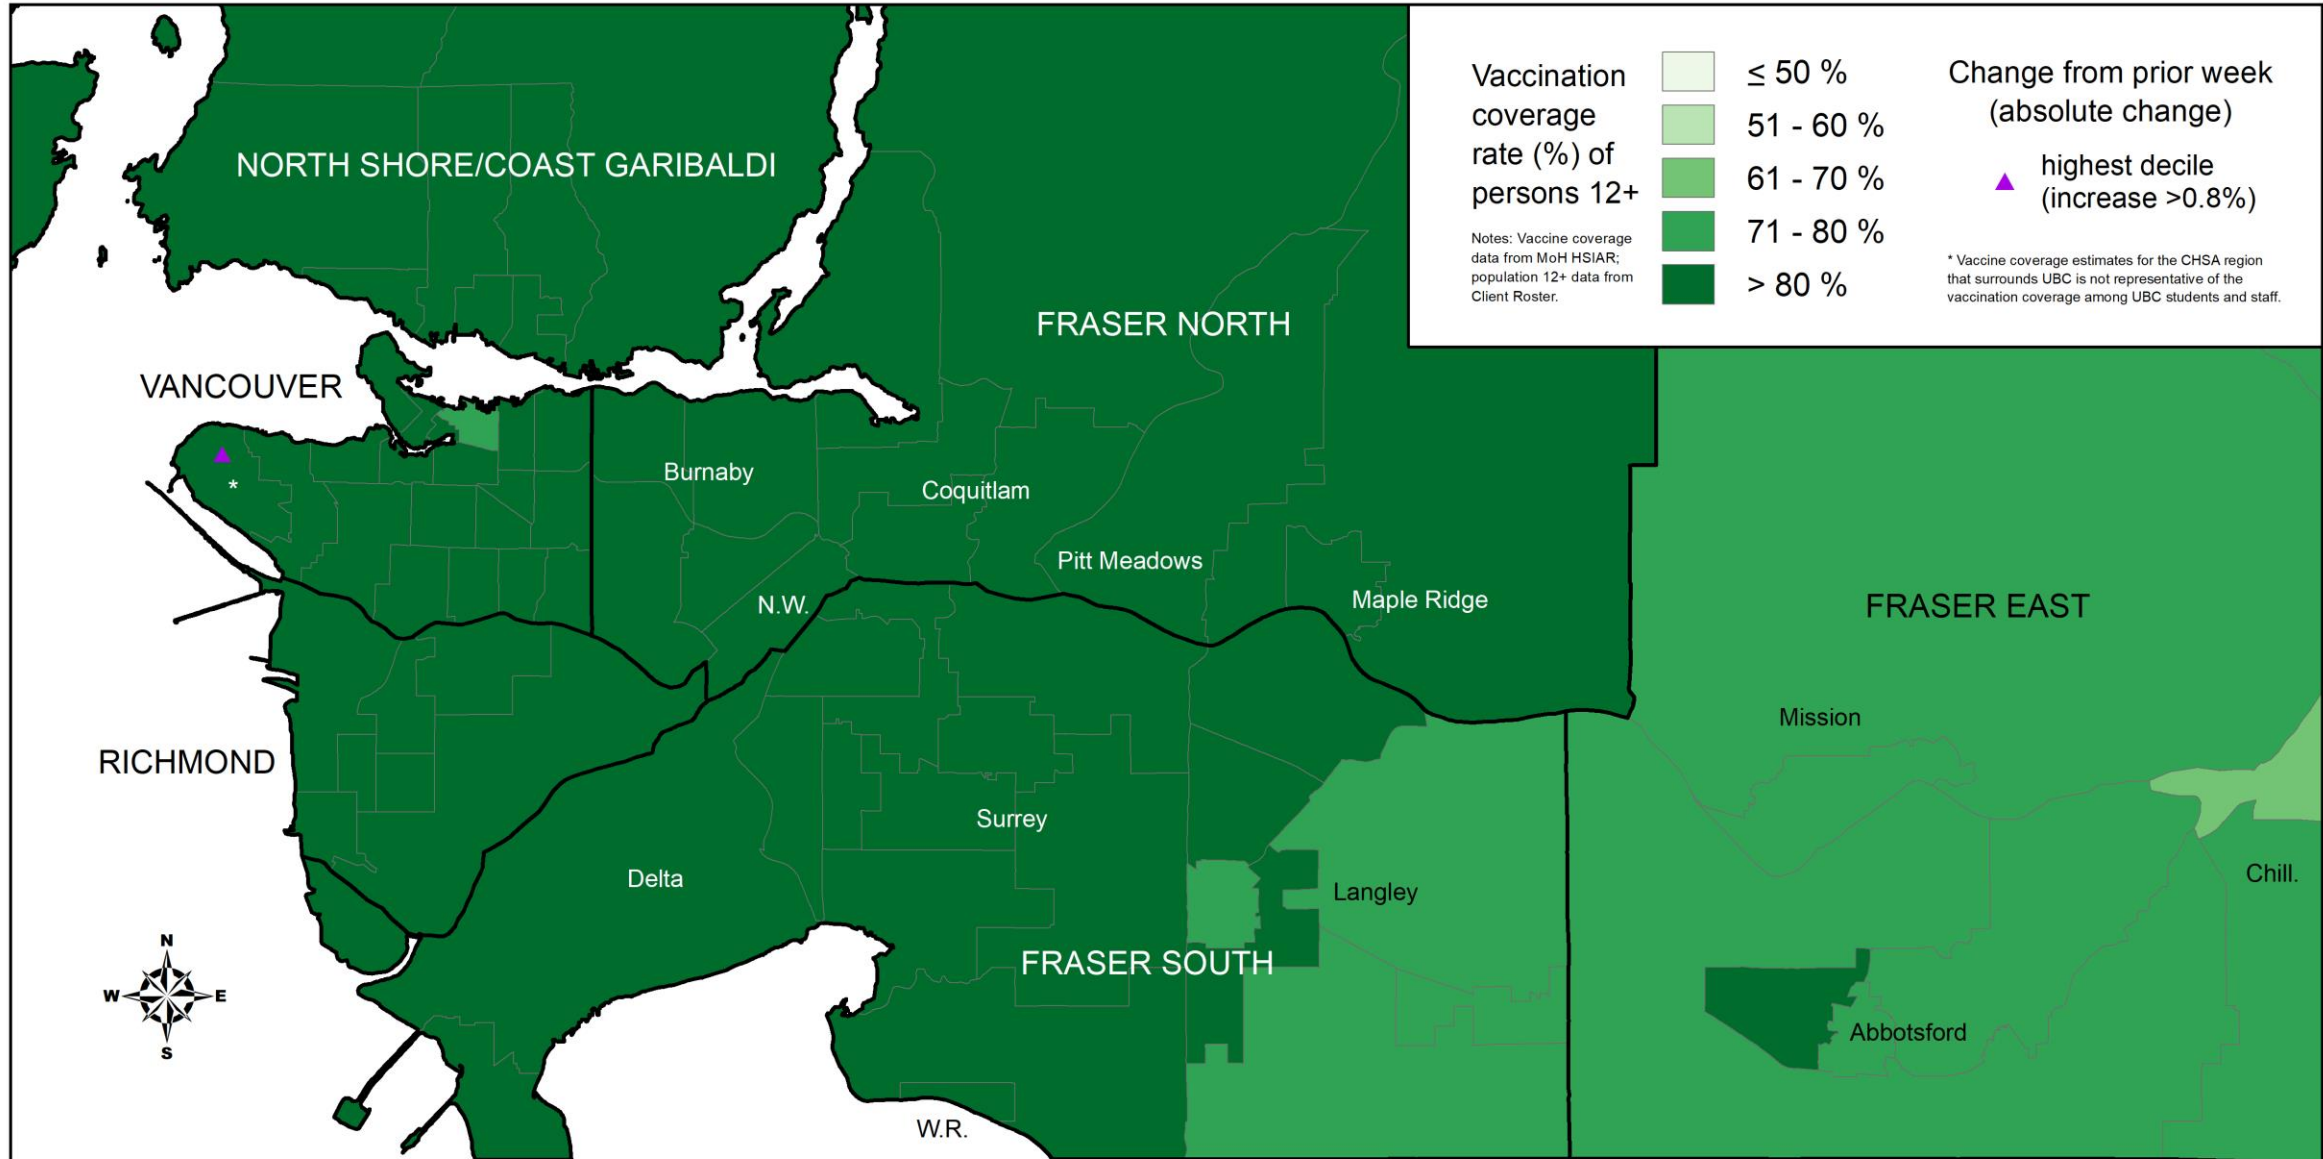 Vaccination
coverage
rate (%) of
persons 12+
Notes: Vaccine coverage
data from MoH HSIAR;
population 12+ data from
Client Roster.
≤ 50 %
51 - 60 %
61 - 70 %
71 - 80 %
> 80 %
Change from prior week
(absolute change)
highest decile
(increase >0.8%)
* Vaccine coverage estimates for the CHSA region
that surrounds UBC is not representative of the
vaccination coverage among UBC students and staff.
NORTH SHORE/COAST GARIBALDI
FRASER NORTH
VANCOUVER
*
Burnaby
Coquitlam
Pitt Meadows
N.W.
Maple Ridge
FRASER EAST
Mission
RICHMOND
Surrey
Delta
Langley
Chill.
FRASER SOUTH
Abbotsford
W.R.
N
W E
S